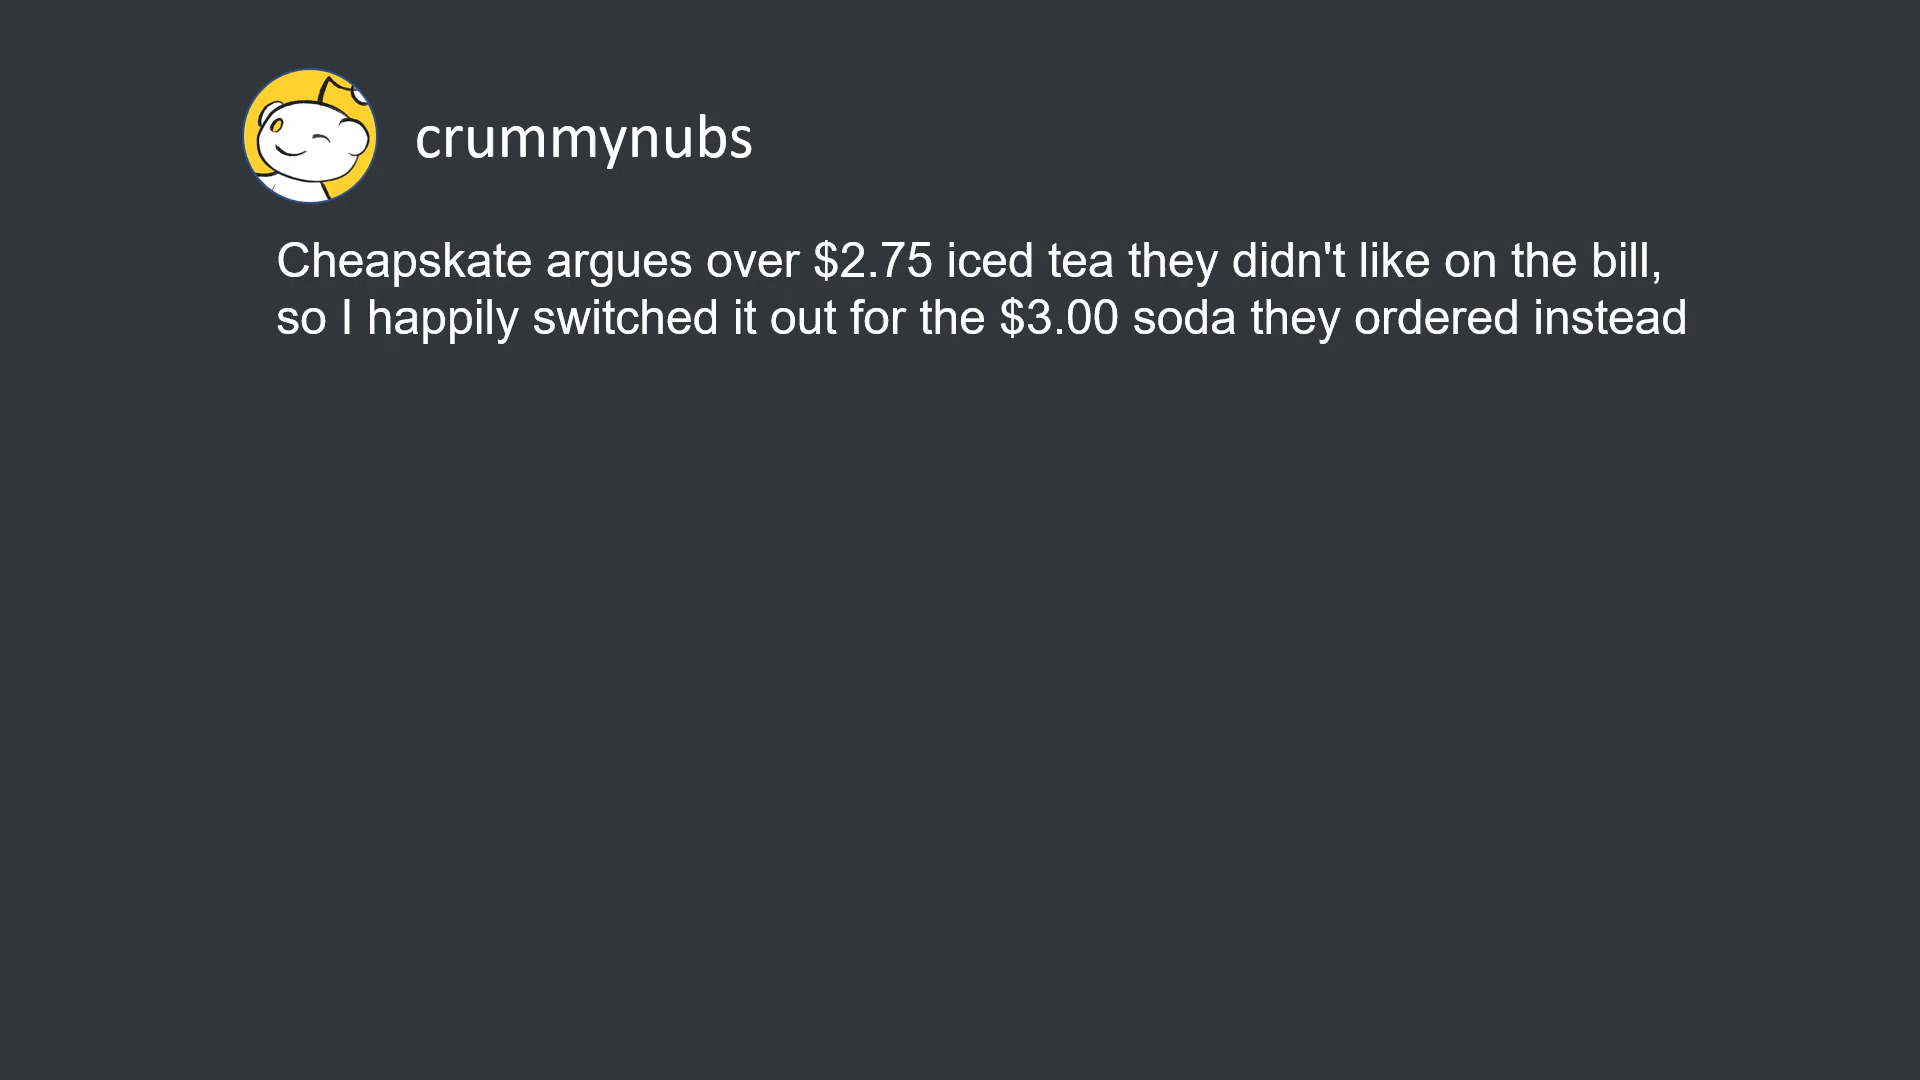 crummynubs
Cheapskate argues over $2.75 iced tea they didn't like on the bill,
so I happily switched it out for the $3.00 soda they ordered instead